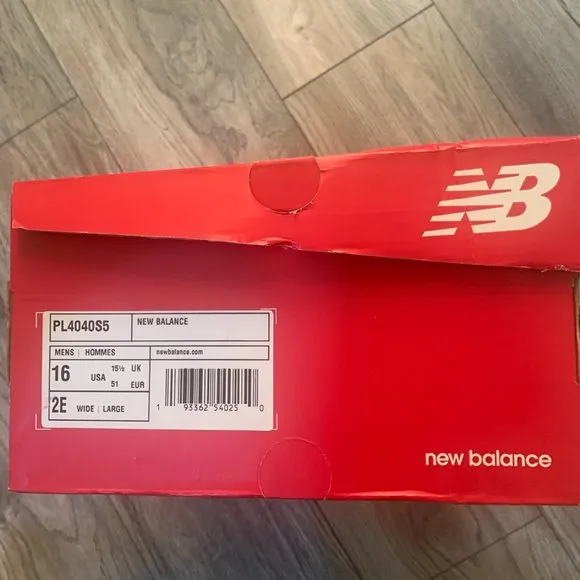 NB
PL4040S5 NEW BALANCE
MENS | HOMMES newbalance.com
16 USA 15½ UK
51 EUR
2E WIDE | LARGE
1 93362 54025 0
new balance